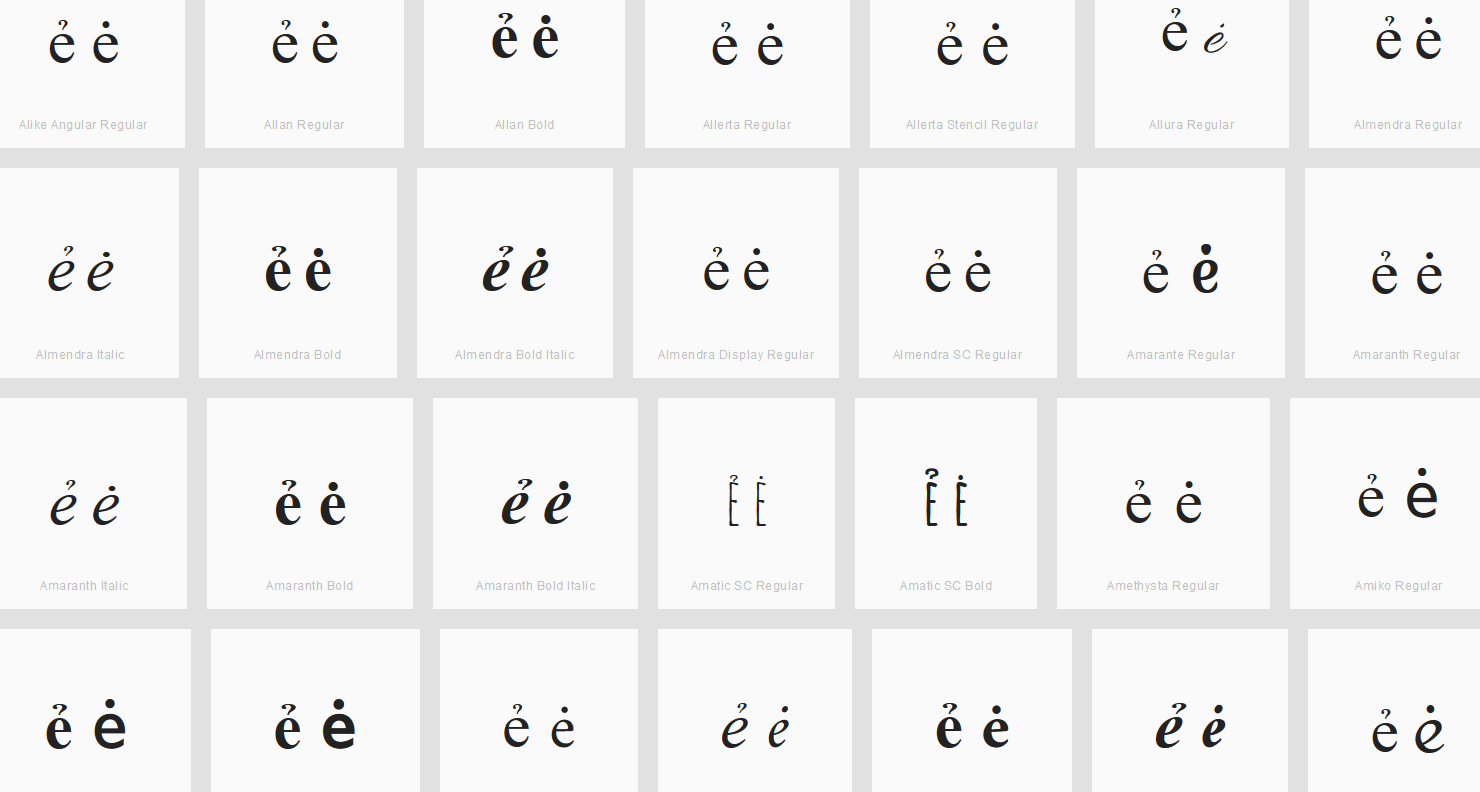 ẻ ė ẻ ė ẻ ė ẻ ė ẻ ė ẻ ė ẻ ė
Alike Angular Regular Allan Regular Allan Bold Allerta Regular Allerta Stencil Regular Allura Regular Almendra Regular
ẻ ė ẻ ė ẻ ė ẻ ė ẻ ė ẻ ė ẻ ė
Almendra Italic Almendra Bold Almendra Bold Italic Almendra Display Regular Almendra SC Regular Amarante Regular Amaranth Regular
ẻ ė ẻ ė ẻ ė Ẻ Ė Ẻ Ė ẻ ė ẻ ė
Amaranth Italic Amaranth Bold Amaranth Bold Italic Amatic SC Regular Amatic SC Bold Amethysta Regular Amiko Regular
ẻ ė ẻ ė ẻ ė ẻ ė ẻ ė ẻ ė ẻ ė